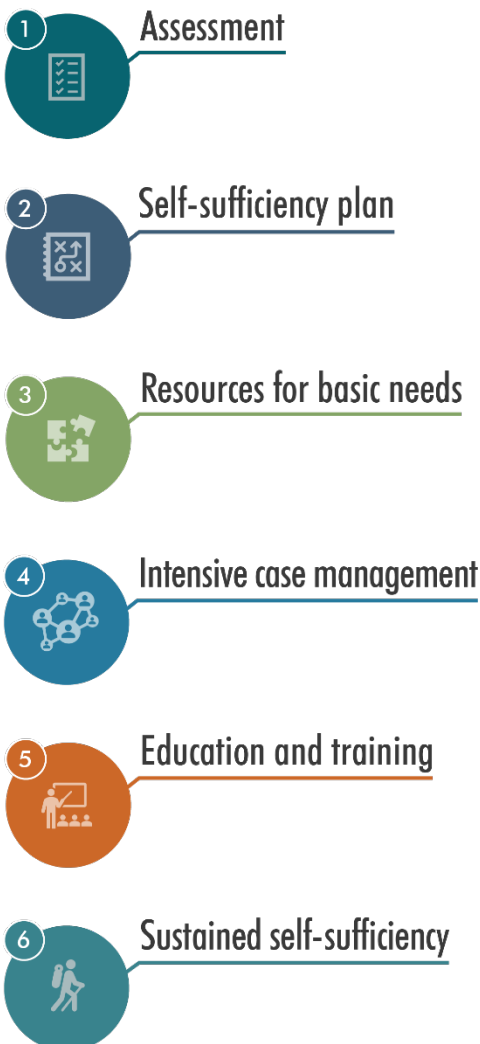 1
Assessment
2
Self-sufficiency plan
3
Resources for basic needs
4
Intensive case management
5
Education and training
6
Sustained self-sufficiency